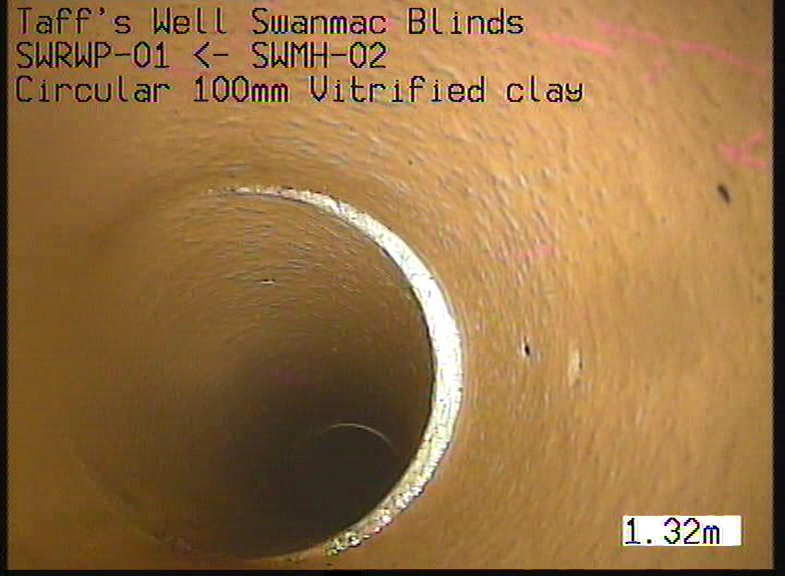 Taff's Well Swanmac Blinds
SWRWP-01 <- SWMH-02
Circular 100mm Vitrified clay
1.32m